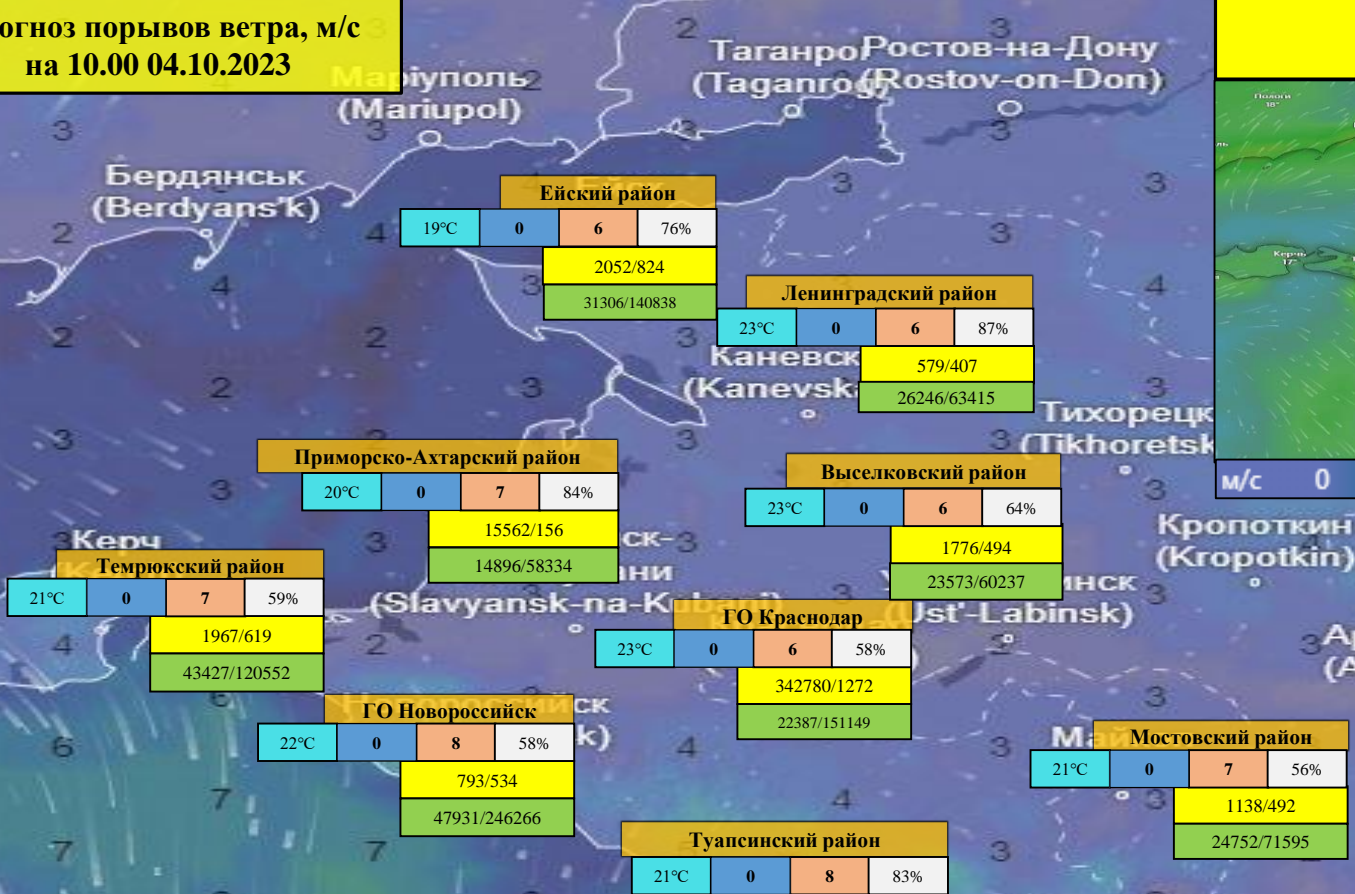 огноз порывов ветра, м/с
на 10.00 04.10.2023
Маріуполь
(Mariupol)
Таганро
(Taganrog)
Ростов-на-Дону
(Rostov-on-Don)
Бердянськ
(Berdyans'k)
Ейский район
19°C 0 6 76%
2052/824
31306/140838
Ленинградский район
23°C 0 6 87%
579/407
26246/63415
Каневск
(Kanevsk
Тихорецк
(Tikhoretsk
Приморско-Ахтарский район
20°C 0 7 84%
15562/156
14896/58334
Выселковский район
23°C 0 6 64%
1776/494
23573/60237
м/с 0
Кропоткин
(Kropotkin)
Керч
Темрюкский район
21°C 0 7 59%
1967/619
43427/120552
ск-
ани
(Slavyansk-na-Kubani)
инск
(Ust'-Labinsk)
ГО Краснодар
23°C 0 6 58%
342780/1272
22387/151149
ГО Новороссийск
22°C 0 8 58%
793/534
47931/246266
Мостовский район
21°C 0 7 56%
1138/492
24752/71595
Туапсинский район
21°C 0 8 83%